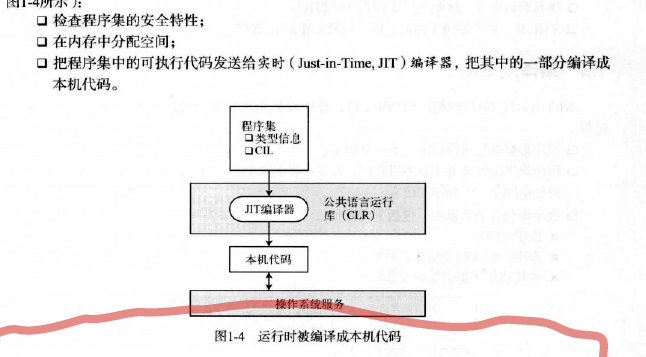 图1-4所示）：
□ 检查程序集的安全特性；
□ 在内存中分配空间；
□ 把程序集中的可执行代码发送给实时（Just-in-Time, JIT）编译器，把其中的一部分编译成
本机代码。
程序集
□ 类型信息
□ CIL
JIT编译器
公共语言运行
库（CLR）
本机代码
操作系统服务
图1-4 运行时被编译成本机代码